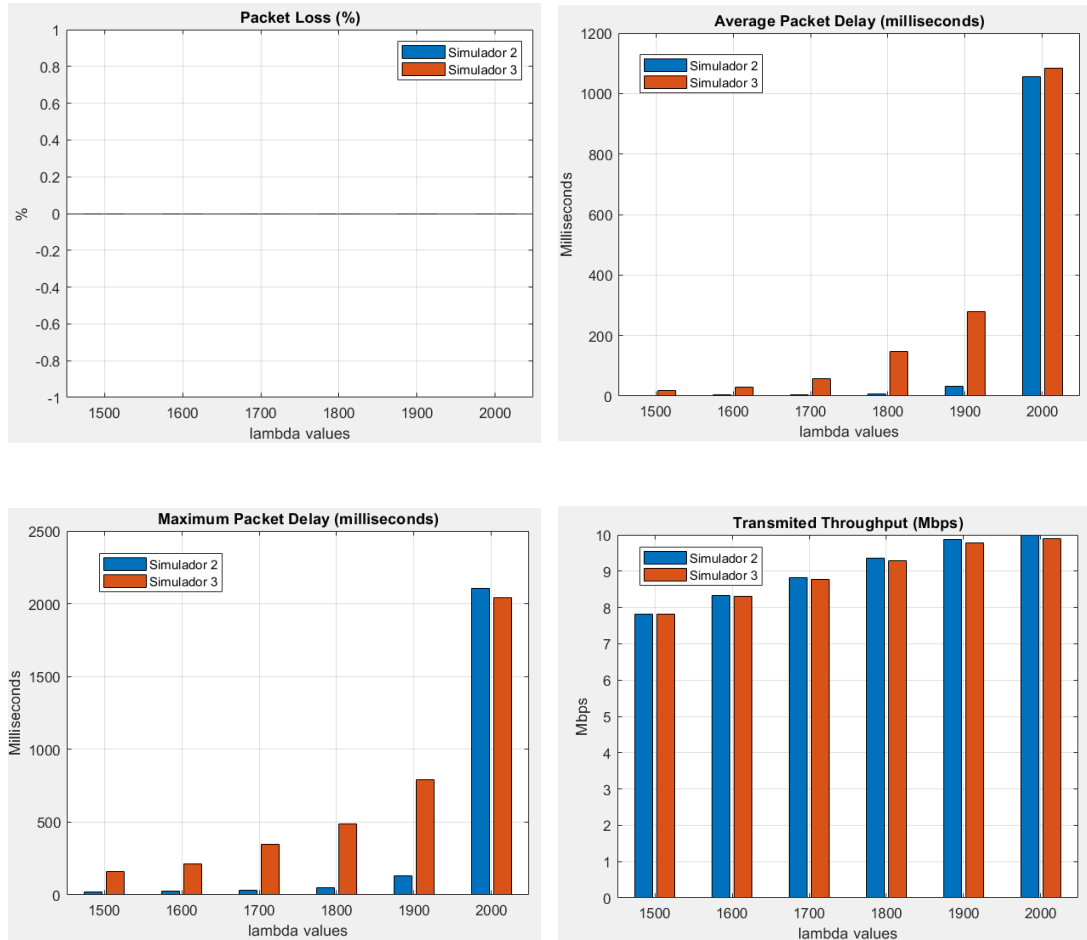 Packet Loss (%)
1
0.8
0.6
0.4
0.2
0
-0.2
-0.4
-0.6
-0.8
-1
%
Simulador 2
Simulador 3
1500 1600 1700 1800 1900 2000
lambda values
Average Packet Delay (milliseconds)
1200
1000
800
600
400
200
0
Milliseconds
Simulador 2
Simulador 3
1500 1600 1700 1800 1900 2000
lambda values
Maximum Packet Delay (milliseconds)
2500
2000
1500
1000
500
0
Milliseconds
Simulador 2
Simulador 3
1500 1600 1700 1800 1900 2000
lambda values
Transmited Throughput (Mbps)
10
9
8
7
6
5
4
3
2
1
0
Mbps
Simulador 2
Simulador 3
1500 1600 1700 1800 1900 2000
lambda values